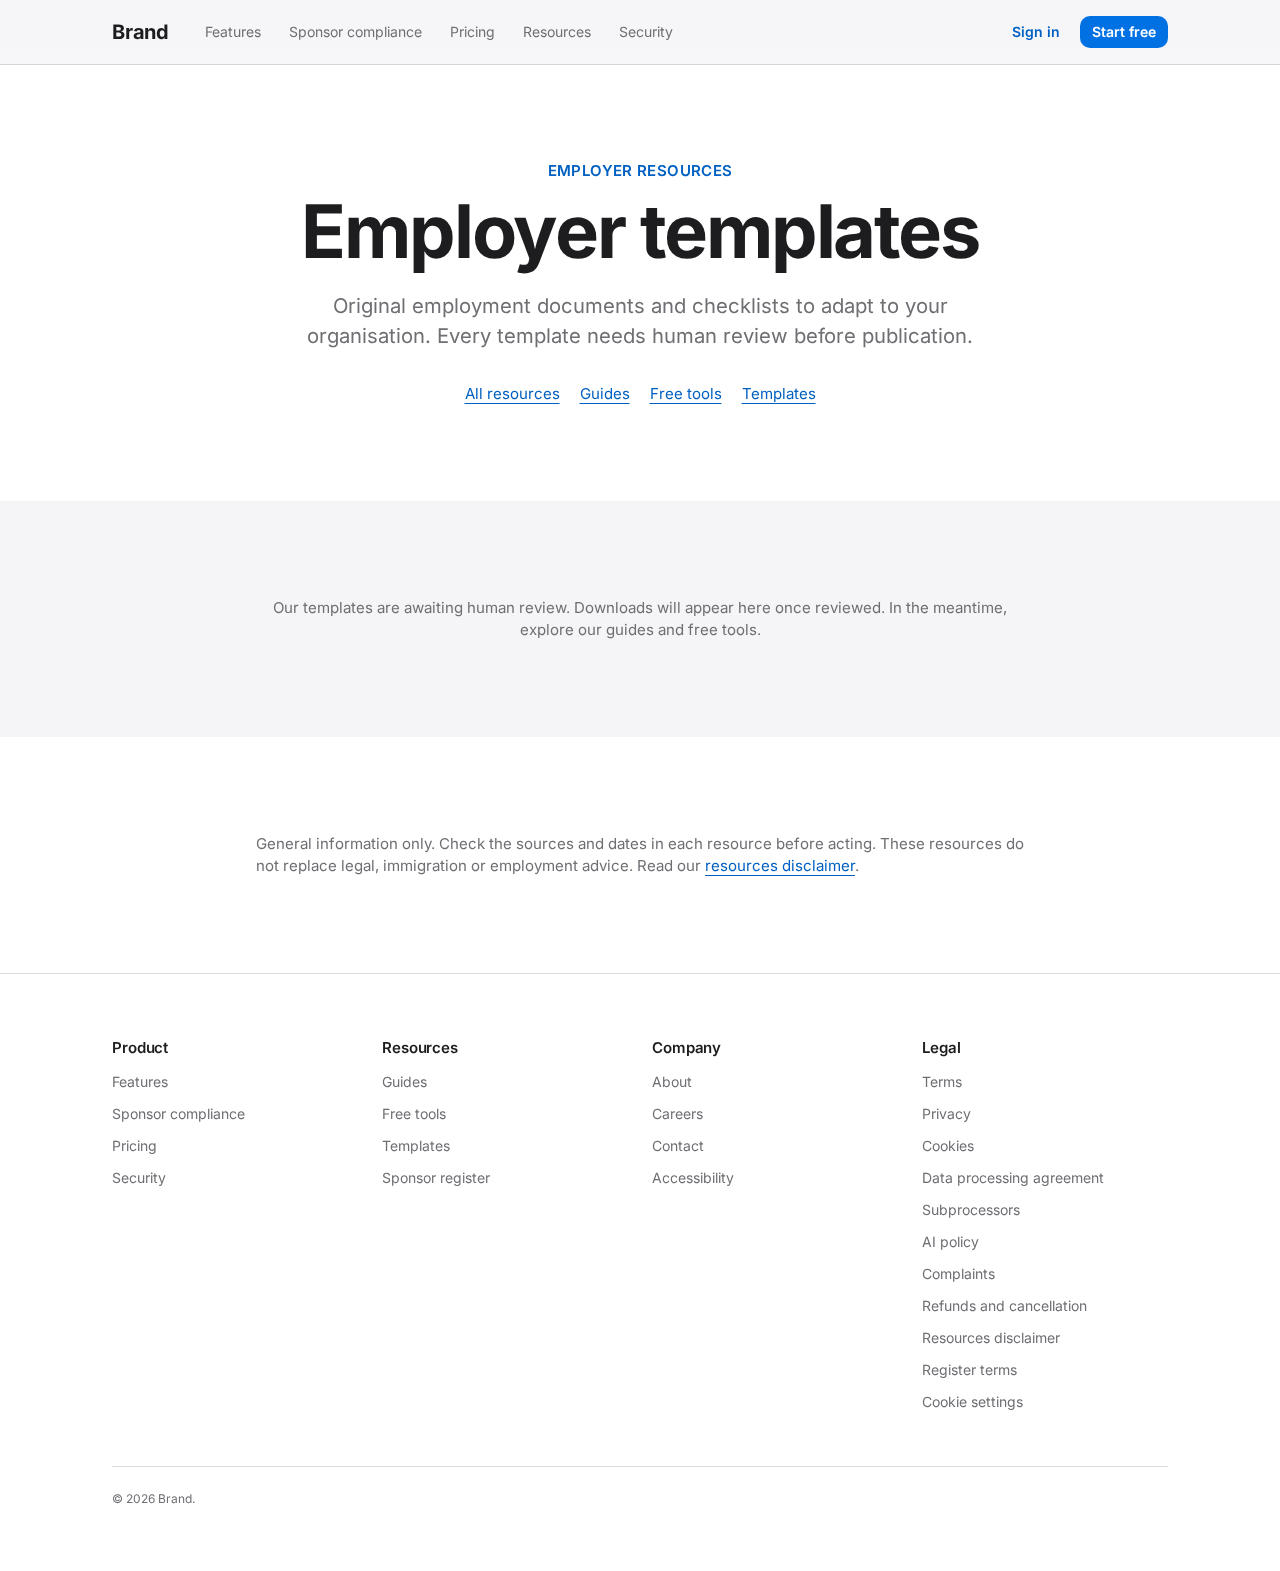 Brand
Features
Sponsor compliance
Pricing
Resources
Security
Sign in
Start free
EMPLOYER RESOURCES
Employer templates
Original employment documents and checklists to adapt to your
organisation. Every template needs human review before publication.
All resources
Guides
Free tools
Templates
Our templates are awaiting human review. Downloads will appear here once reviewed. In the meantime,
explore our guides and free tools.
General information only. Check the sources and dates in each resource before acting. These resources do
not replace legal, immigration or employment advice. Read our resources disclaimer.
Product
Features
Sponsor compliance
Pricing
Security
Resources
Guides
Free tools
Templates
Sponsor register
Company
About
Careers
Contact
Accessibility
Legal
Terms
Privacy
Cookies
Data processing agreement
Subprocessors
AI policy
Complaints
Refunds and cancellation
Resources disclaimer
Register terms
Cookie settings
© 2026 Brand.